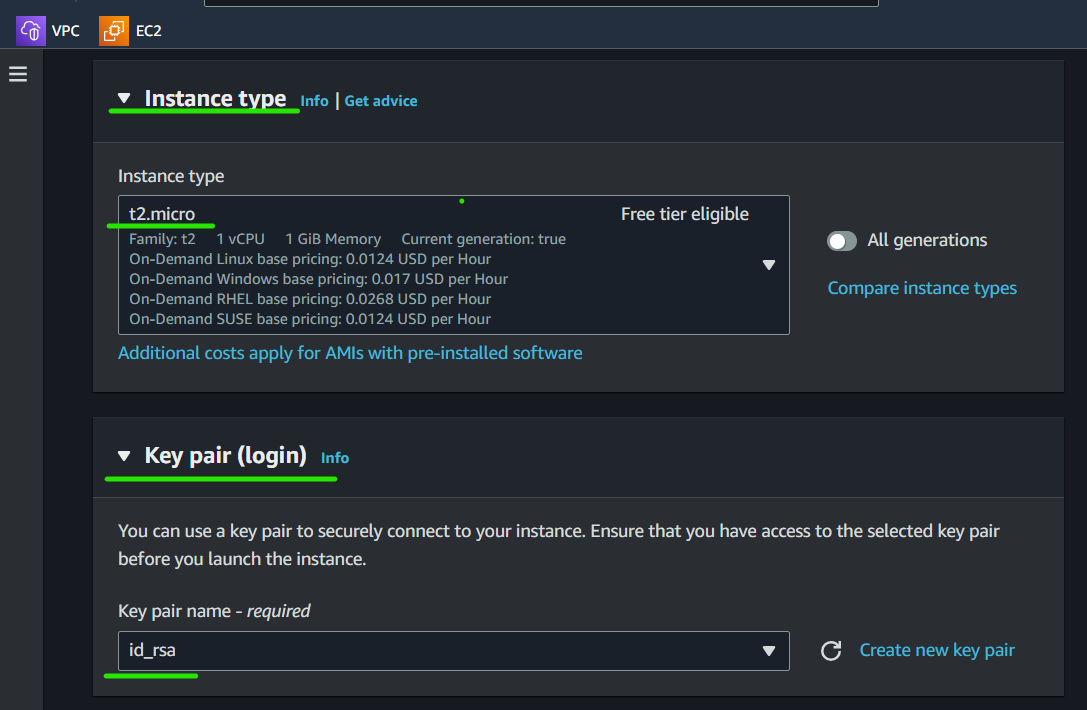 VPC EC2
Instance type Info | Get advice
Instance type
t2.micro Free tier eligible
Family: t2 1 vCPU 1 GiB Memory Current generation: true
On-Demand Linux base pricing: 0.0124 USD per Hour
On-Demand Windows base pricing: 0.017 USD per Hour
On-Demand RHEL base pricing: 0.0268 USD per Hour
On-Demand SUSE base pricing: 0.0124 USD per Hour
All generations
Compare instance types
Additional costs apply for AMIs with pre-installed software
Key pair (login) Info
You can use a key pair to securely connect to your instance. Ensure that you have access to the selected key pair
before you launch the instance.
Key pair name - required
id_rsa
Create new key pair